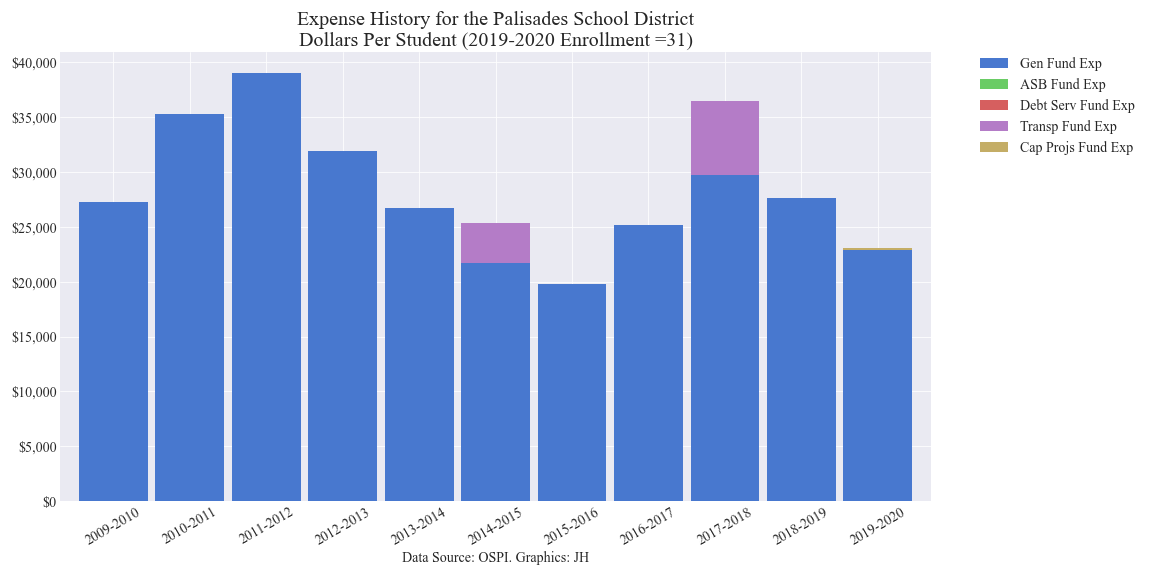 Expense History for the Palisades School District
Dollars Per Student (2019-2020 Enrollment =31)
$40,000
$35,000
$30,000
$25,000
$20,000
$15,000
$10,000
$5,000
$0
2009-2010
2010-2011
2011-2012
2012-2013
2013-2014
2014-2015
2015-2016
2016-2017
2017-2018
2018-2019
2019-2020
Data Source: OSPI. Graphics: JH
Gen Fund Exp
ASB Fund Exp
Debt Serv Fund Exp
Transp Fund Exp
Cap Projs Fund Exp